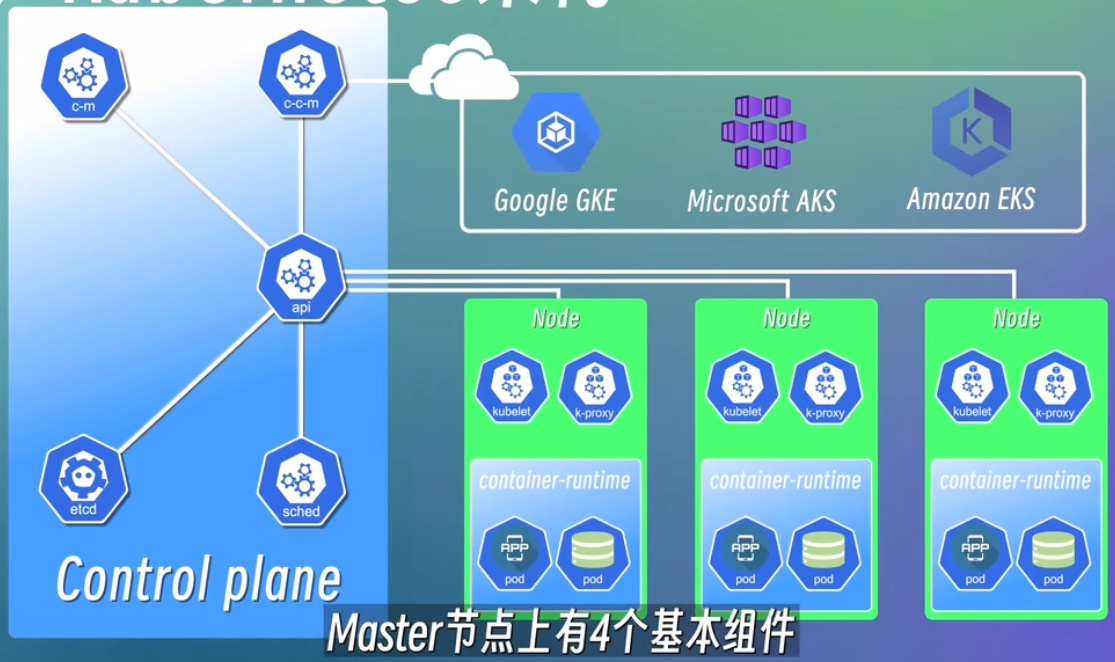 c-m
c-c-m
Google GKE
Microsoft AKS
Amazon EKS
api
Node
Node
Node
kubelet
k-proxy
kubelet
k-proxy
kubelet
k-proxy
etcd
sched
container-runtime
container-runtime
container-runtime
APP
pod
pod
APP
pod
pod
APP
pod
pod
Control plane
Master节点上有4个基本组件